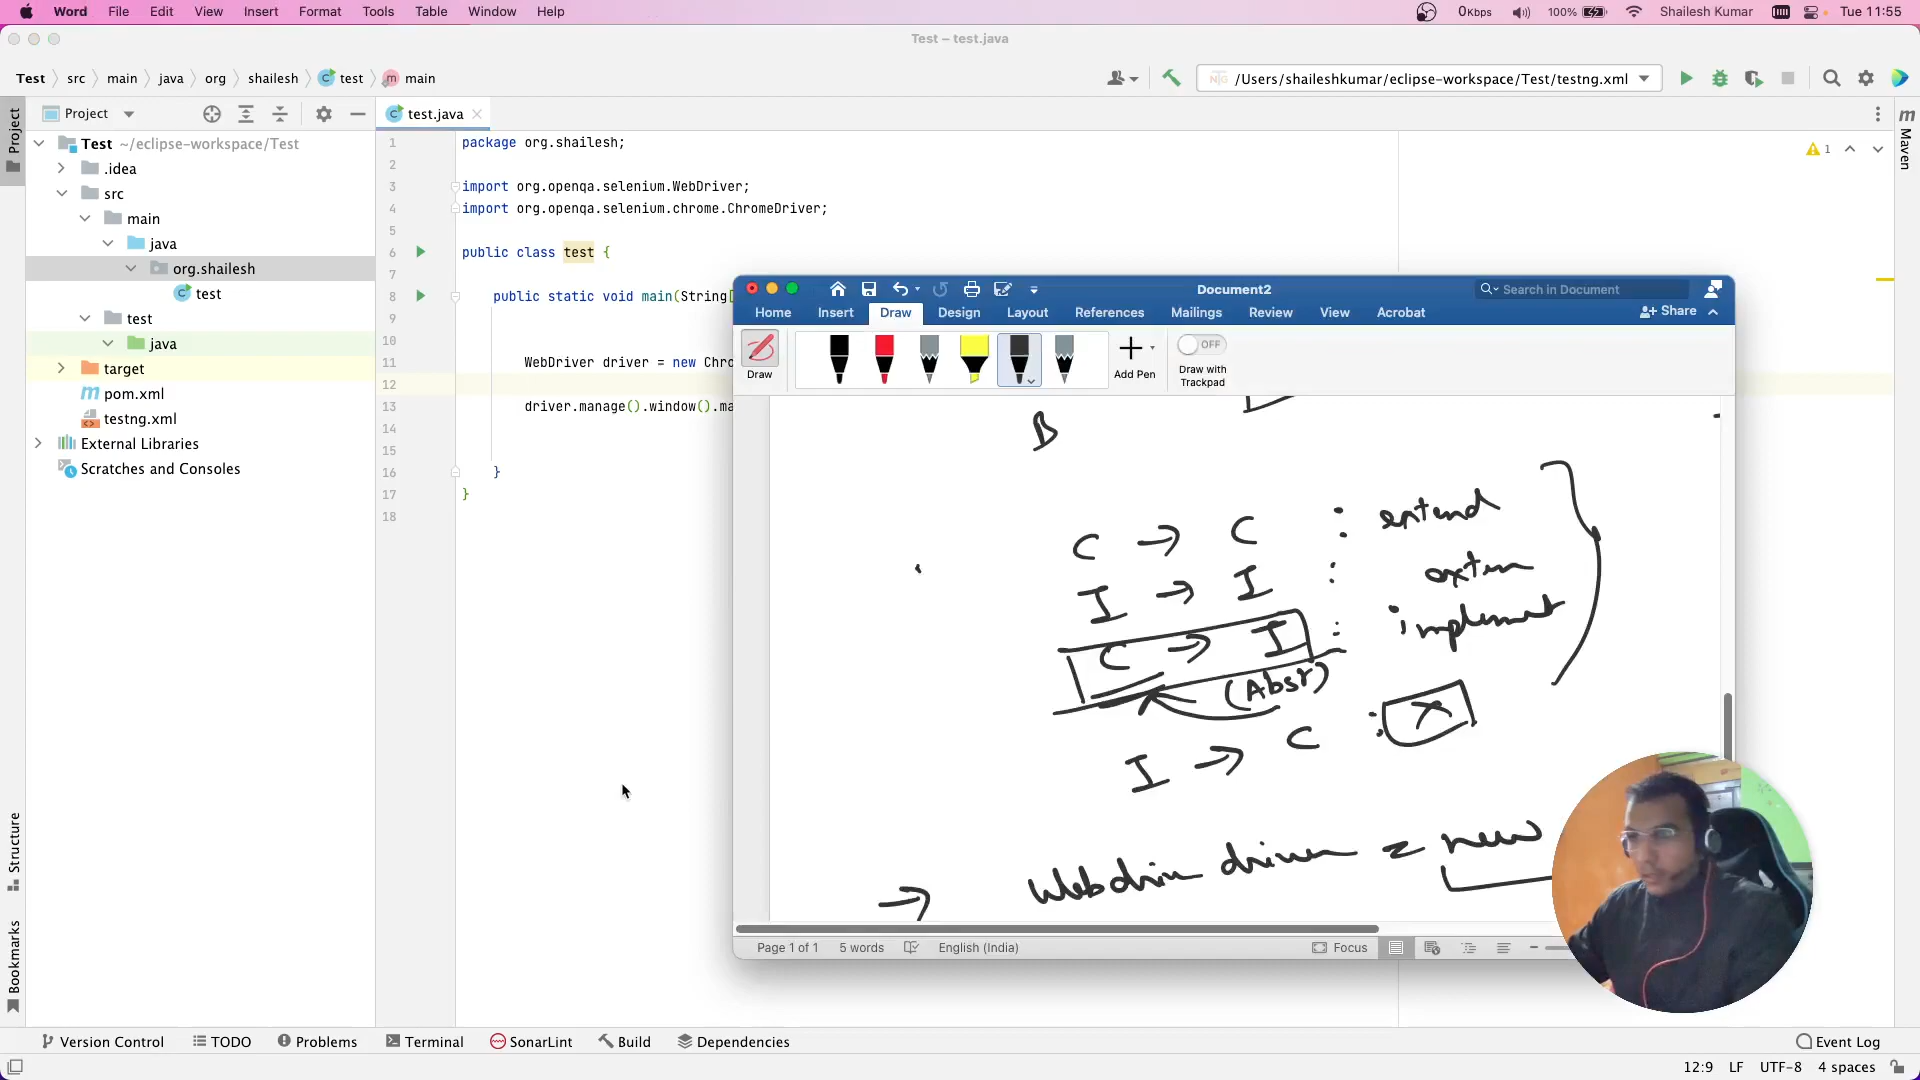 Word File Edit View Insert Format Tools Table Window Help 0Kbps 100% Shailesh Kumar Tue 11:55
Test – test.java
Test src main java org shailesh test main /Users/shaileshkumar/eclipse-workspace/Test/testng.xml
Project
test.java
Project
Maven
Test ~/eclipse-workspace/Test
.idea
src
main
java
org.shailesh
test
test
java
target
pom.xml
testng.xml
External Libraries
Scratches and Consoles
1 package org.shailesh;
2
3 import org.openqa.selenium.WebDriver;
4 import org.openqa.selenium.chrome.ChromeDriver;
5
6 public class test {
7
8 public static void main(String[
9
10
11 WebDriver driver = new Chro
12
13 driver.manage().window().ma
14
15
16 }
17 }
18
1
Document2
Search in Document
Home Insert Draw Design Layout References Mailings Review View Acrobat Share
Draw Add Pen Draw with Trackpad OFF
B
C → C : extend
I → I : exten
C → I : implement
(Absr)
I → C : X
→ Webdriv driver = new
Page 1 of 1 5 words English (India) Focus
Structure
Bookmarks
Version Control TODO Problems Terminal SonarLint Build Dependencies Event Log
12:9 LF UTF-8 4 spaces